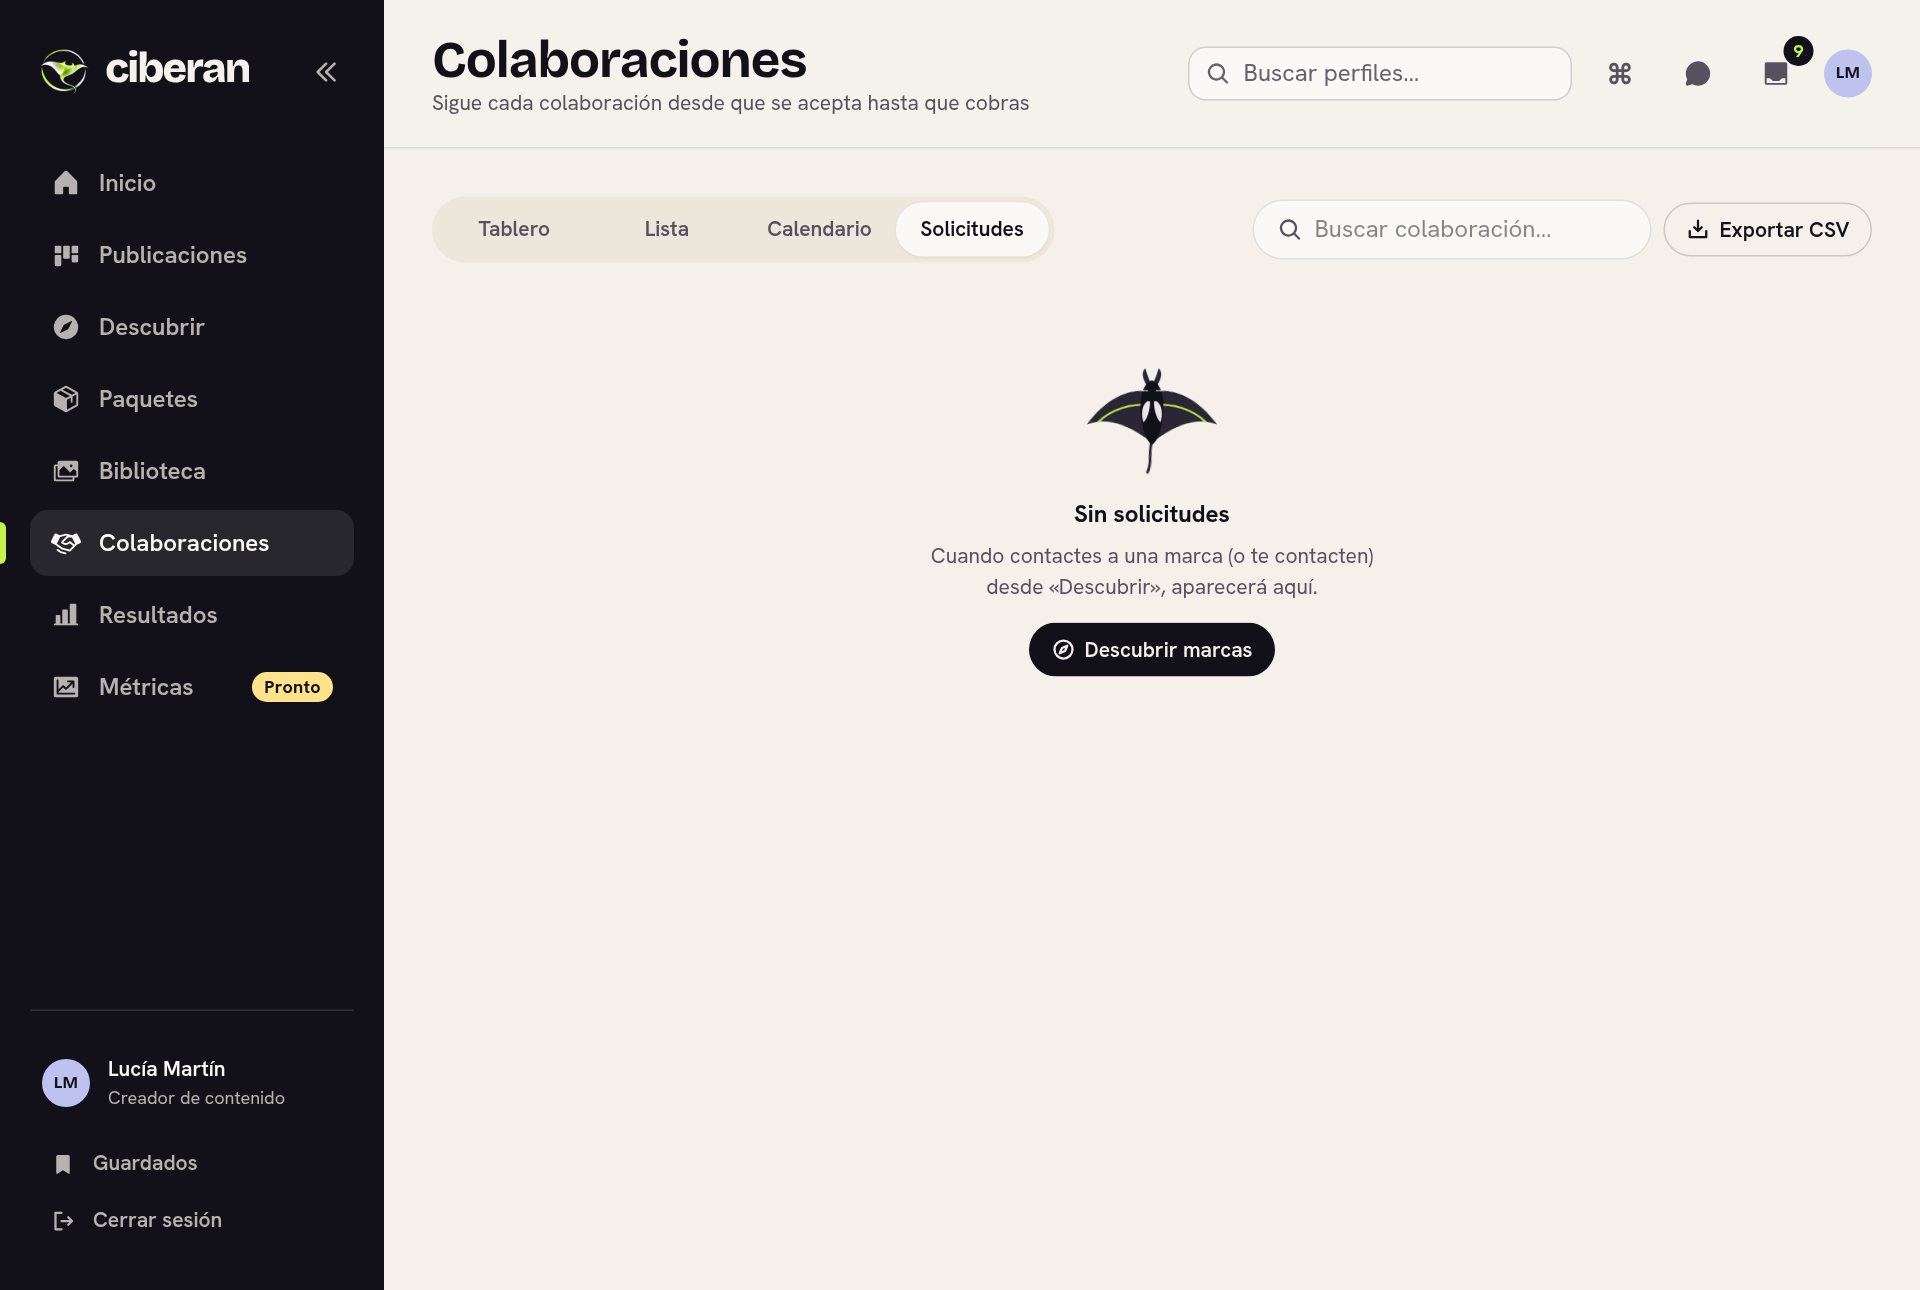 ciberan
Inicio
Publicaciones
Descubrir
Paquetes
Biblioteca
Colaboraciones
Resultados
Métricas
Pronto
Lucía Martín
LM
Creador de contenido
Guardados
Cerrar sesión
Colaboraciones
Sigue cada colaboración desde que se acepta hasta que cobras
Buscar perfiles...
9
LM
Tablero
Lista
Calendario
Solicitudes
Buscar colaboración...
Exportar CSV
Sin solicitudes
Cuando contactes a una marca (o te contacten)
desde «Descubrir», aparecerá aquí.
Descubrir marcas